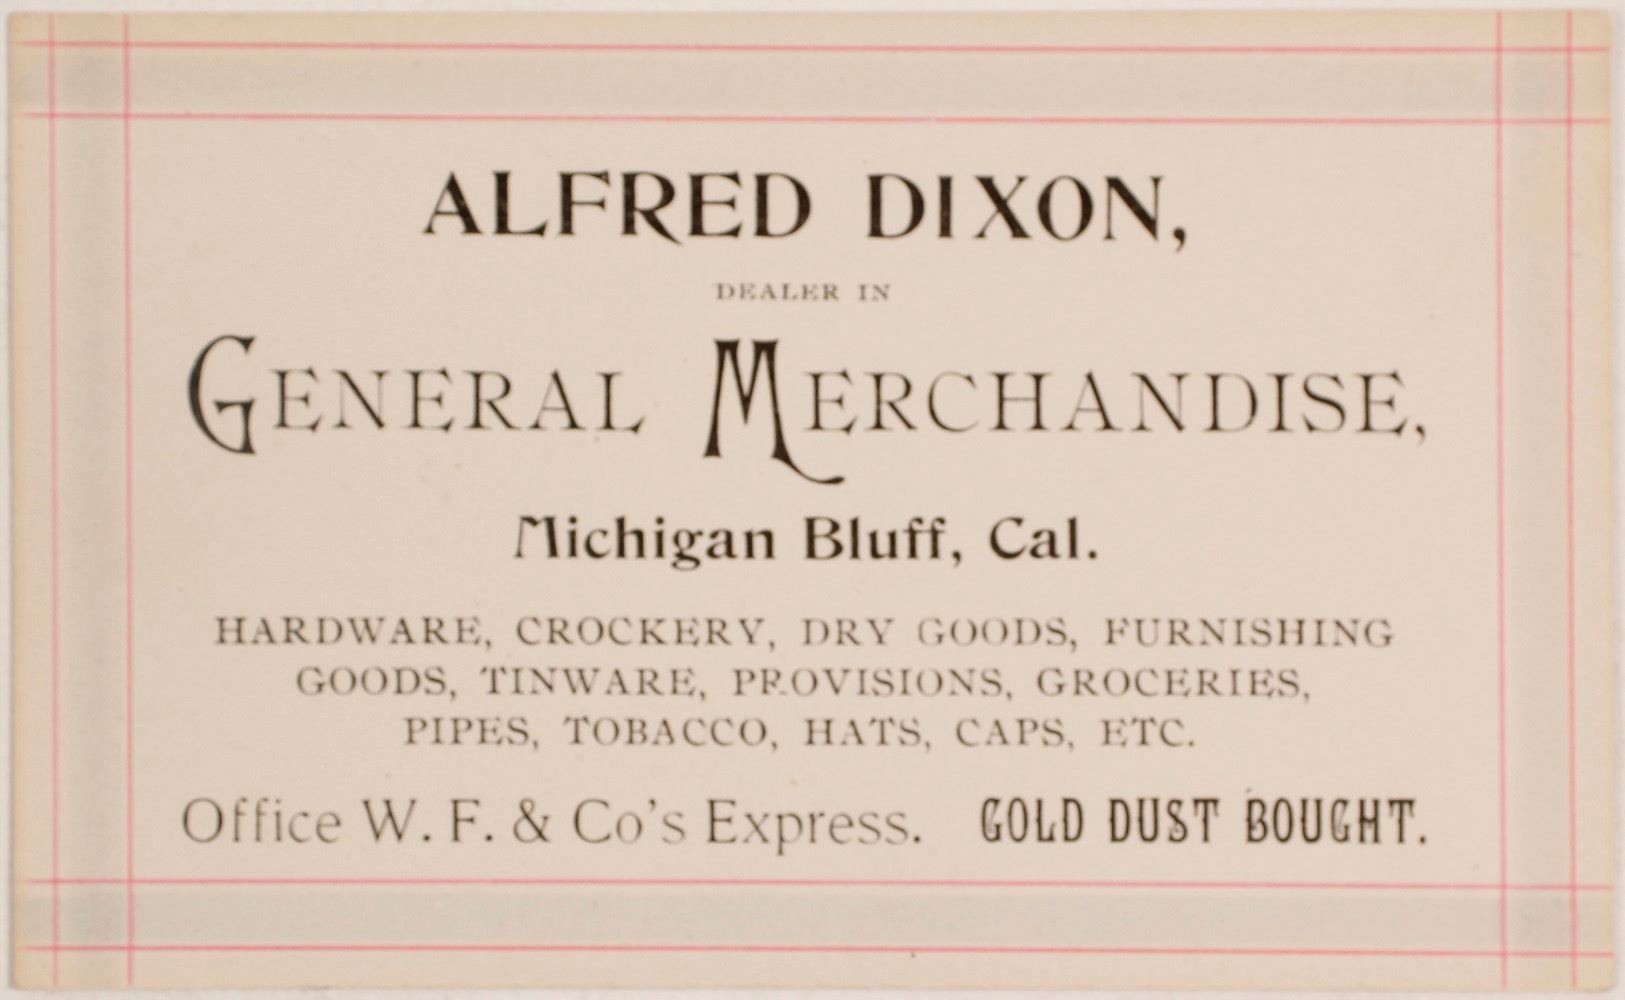 ALFRED DIXON,
DEALER IN
GENERAL MERCHANDISE,
Michigan Bluff, Cal.
HARDWARE, CROCKERY, DRY GOODS, FURNISHING
GOODS, TINWARE, PROVISIONS, GROCERIES,
PIPES, TOBACCO, HATS, CAPS, ETC.
Office W. F. & Co's Express. GOLD DUST BOUGHT.